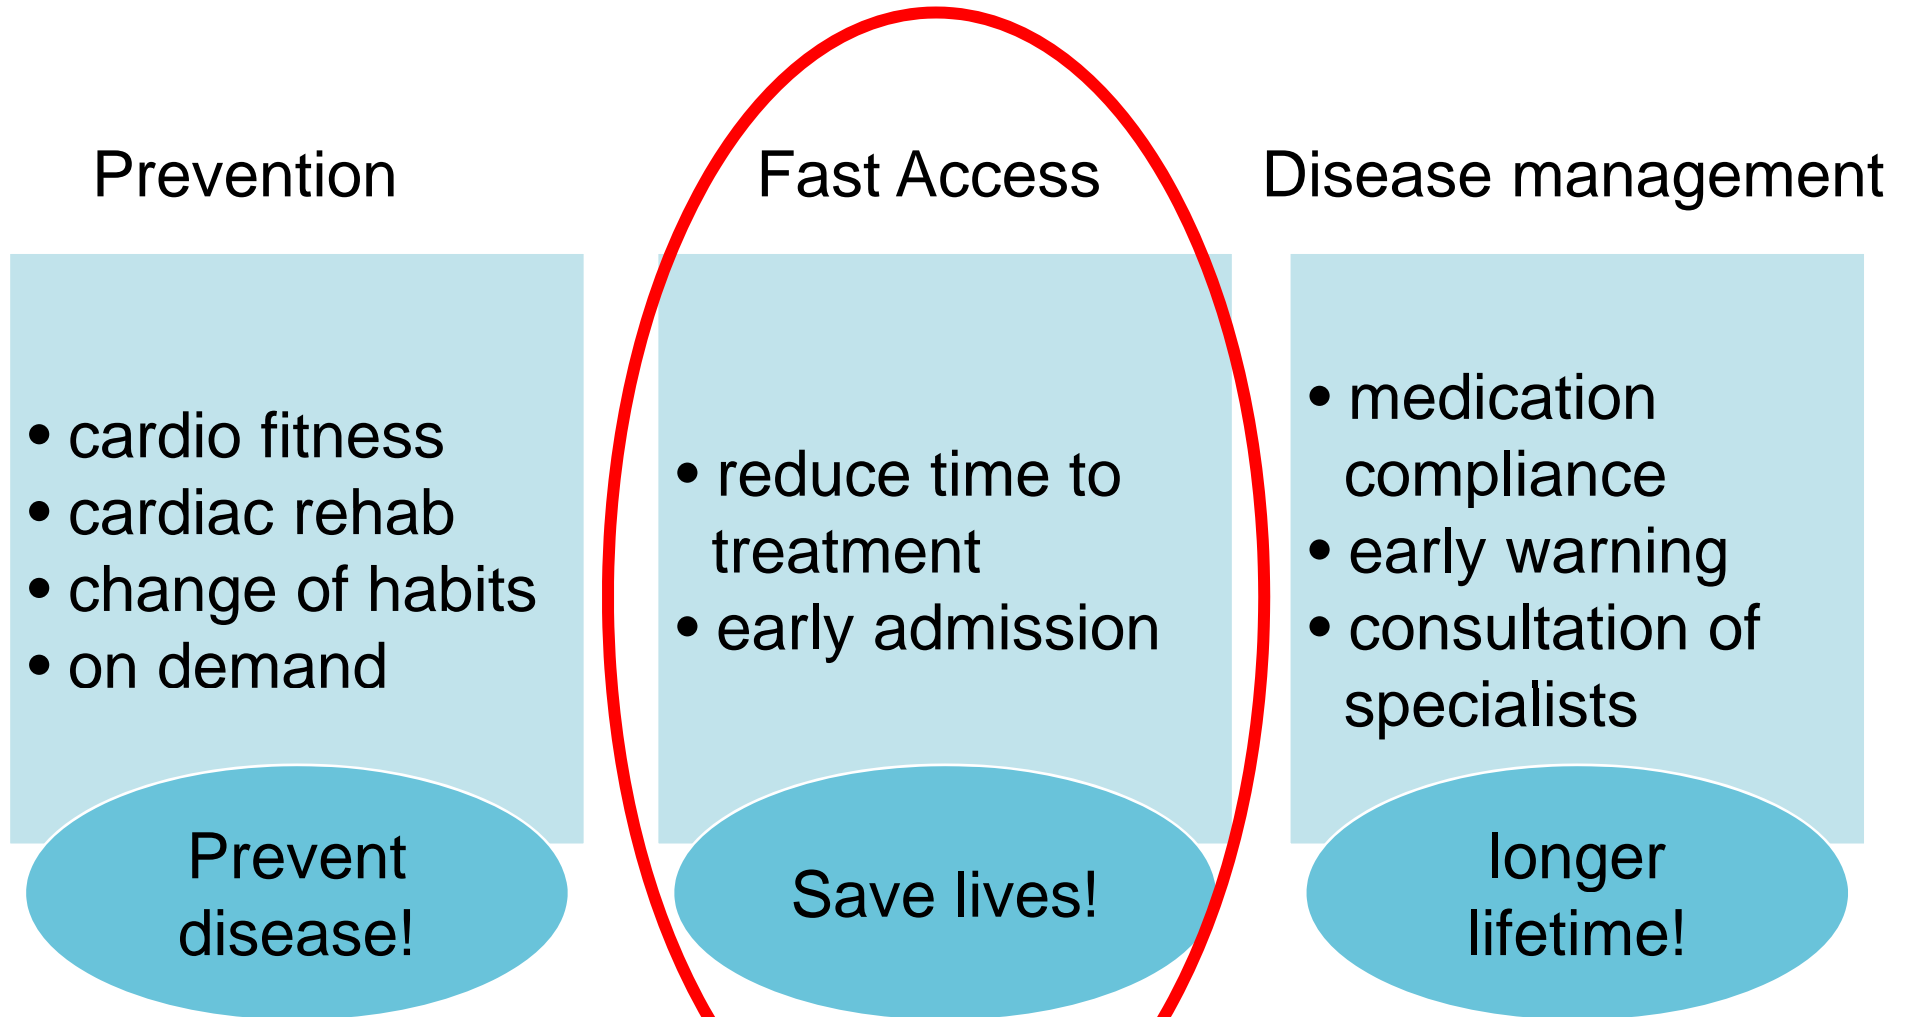 Prevention
• cardio fitness
• cardiac rehab
• change of habits
• on demand
Prevent
disease!
Fast Access
• reduce time to
treatment
• early admission
Save lives!
Disease management
• medication
compliance
• early warning
• consultation of
specialists
longer
lifetime!